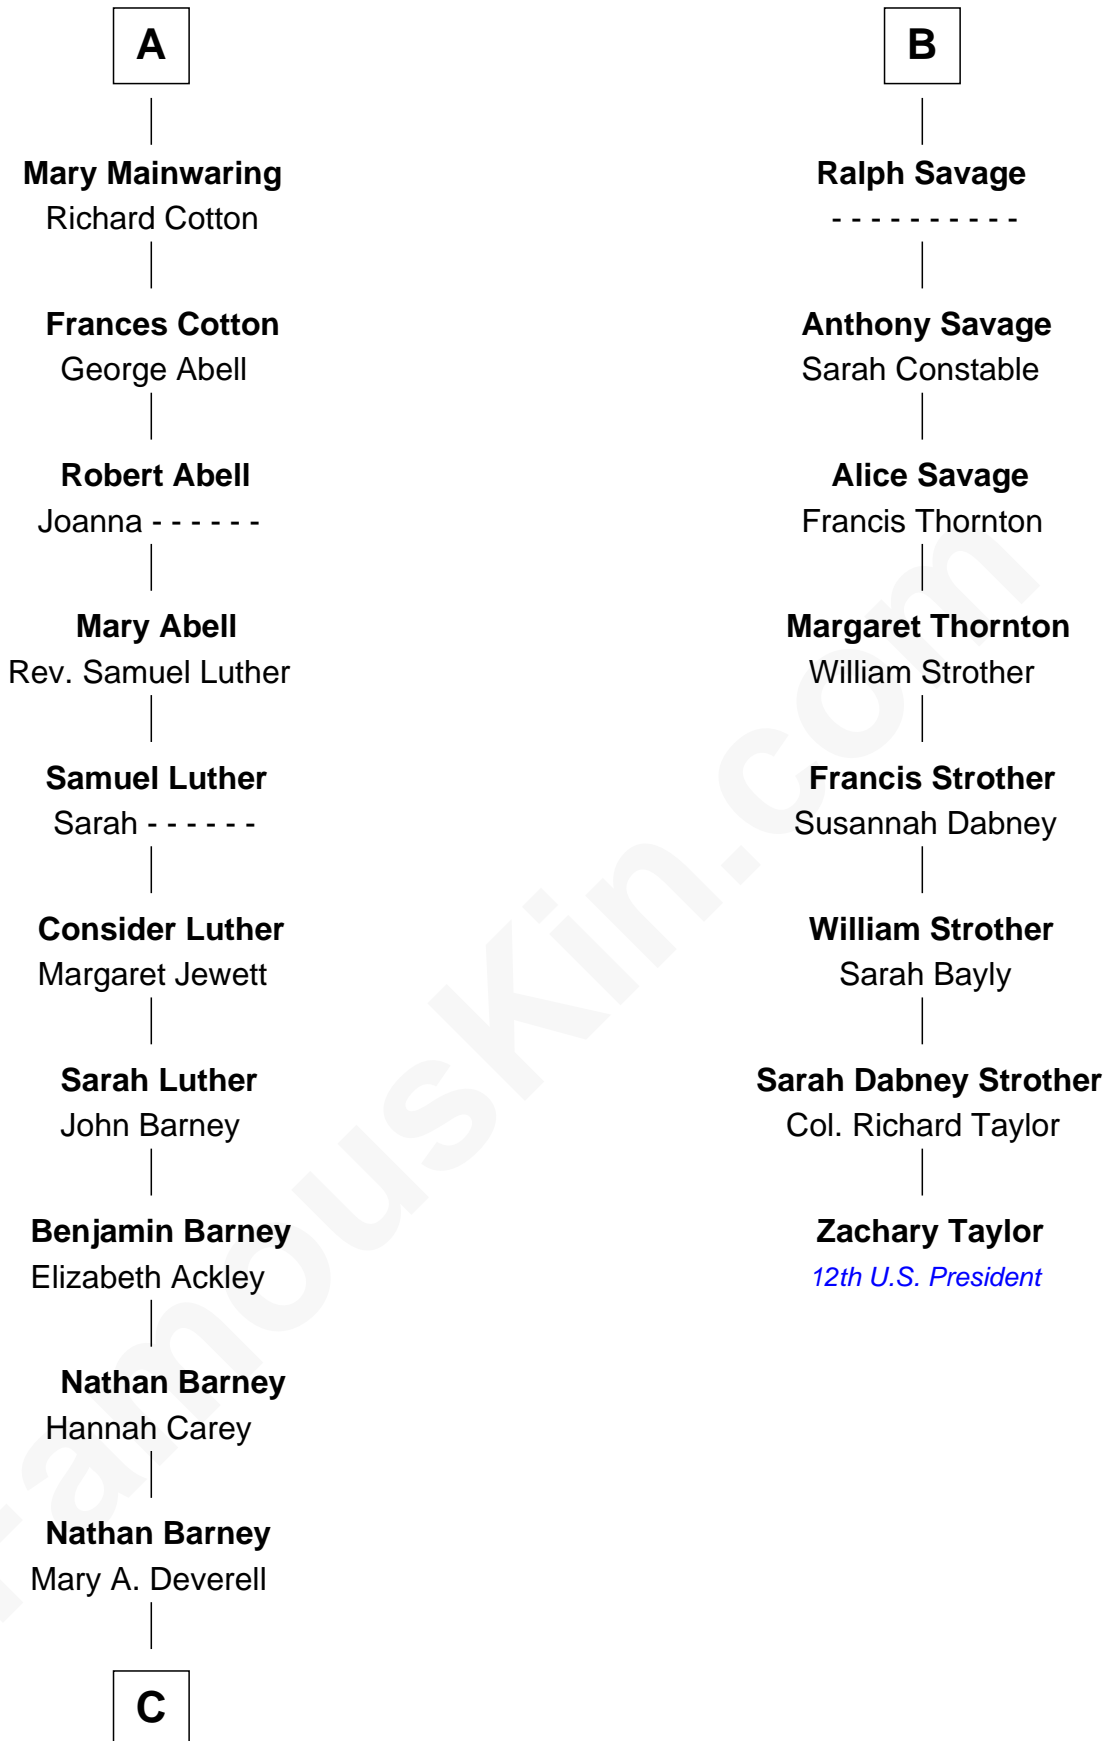 A
Mary Mainwaring
Richard Cotton
Frances Cotton
George Abell
Robert Abell
Joanna - - - - - -
Mary Abell
Rev. Samuel Luther
Samuel Luther
Sarah - - - - - -
Consider Luther
Margaret Jewett
Sarah Luther
John Barney
Benjamin Barney
Elizabeth Ackley
Nathan Barney
Hannah Carey
Nathan Barney
Mary A. Deverell
C
B
Ralph Savage
- - - - - - - - - -
Anthony Savage
Sarah Constable
Alice Savage
Francis Thornton
Margaret Thornton
William Strother
Francis Strother
Susannah Dabney
William Strother
Sarah Bayly
Sarah Dabney Strother
Col. Richard Taylor
Zachary Taylor
12th U.S. President
FamousKin.com